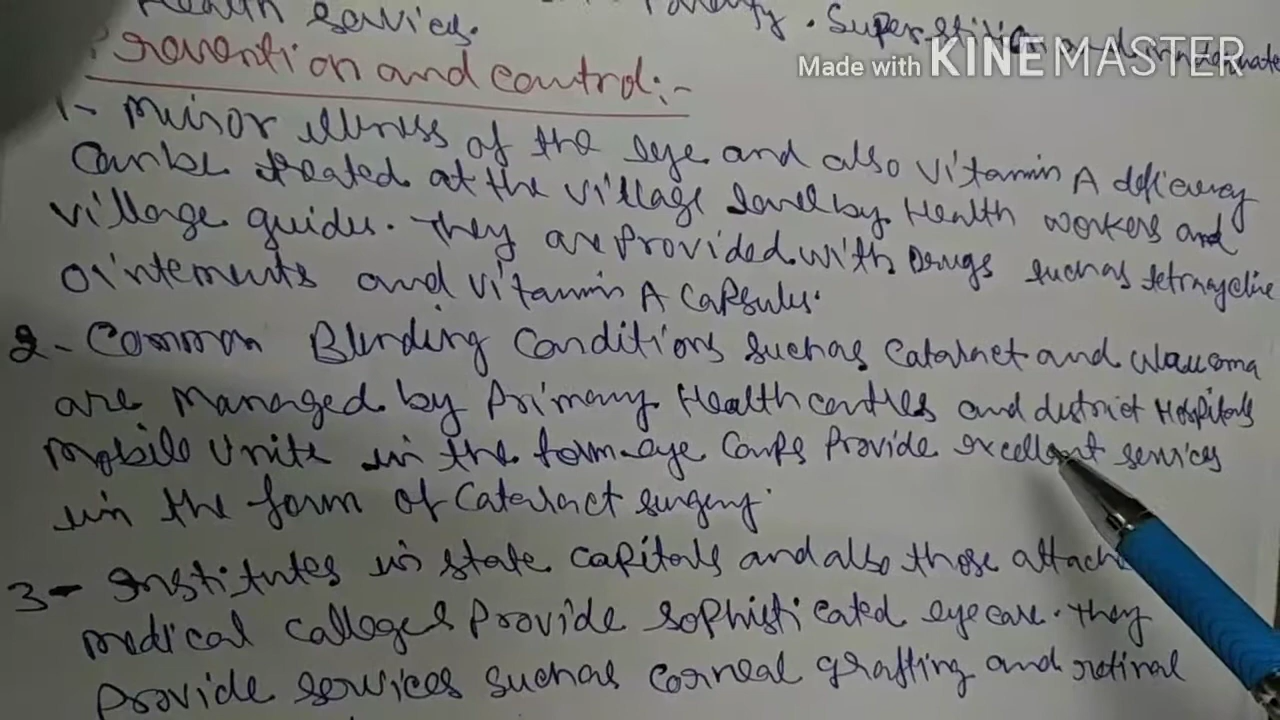 Health Services. Poverty. Superstition
Made with KINEMASTER
Prevention and control:-
1- Minor illness of the eye and also vitamin A deficiency
Can be treated at the village level by Health workers and
village guides. They are provided with Drugs such as tetracycline
ointements and vitamin A capsules.
2- Common Blinding Conditions such as Cataract and Glaucoma
are managed by Primary Health centres and district Hospitals
Mobile Units in the form eye Camps Provide excellent services
in the form of Cataract surgery.
3- Institutes in state capitals and also those attach
medical colleges Provide sophisticated eye care. They
Provide services such as corneal grafting and retinal